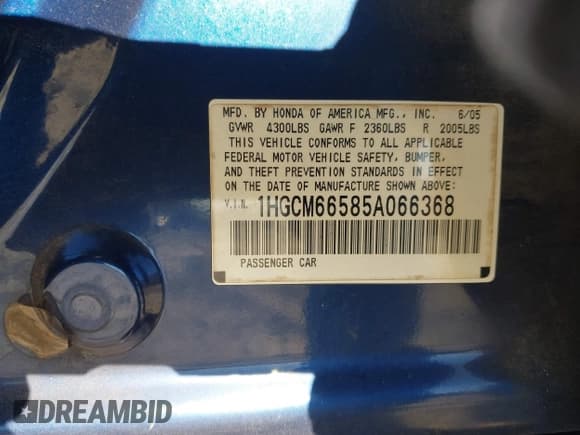 MFD. BY HONDA OF AMERICA MFG., INC. 6/05
GVWR 4300LBS GAWR F 2360LBS R 2005LBS
THIS VEHICLE CONFORMS TO ALL APPLICABLE
FEDERAL MOTOR VEHICLE SAFETY, BUMPER,
AND THEFT PREVENTION STANDARDS IN EFFECT
ON THE DATE OF MANUFACTURE SHOWN ABOVE:
V.I.N. 1HGCM66585A066368
PASSENGER CAR
DREAMBID